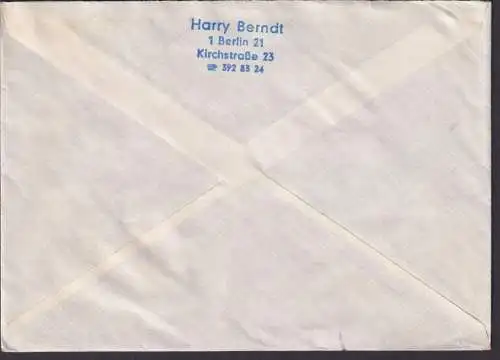 Harry Berndt
1 Berlin 21
Kirchstraße 23
☎ 392 83 24